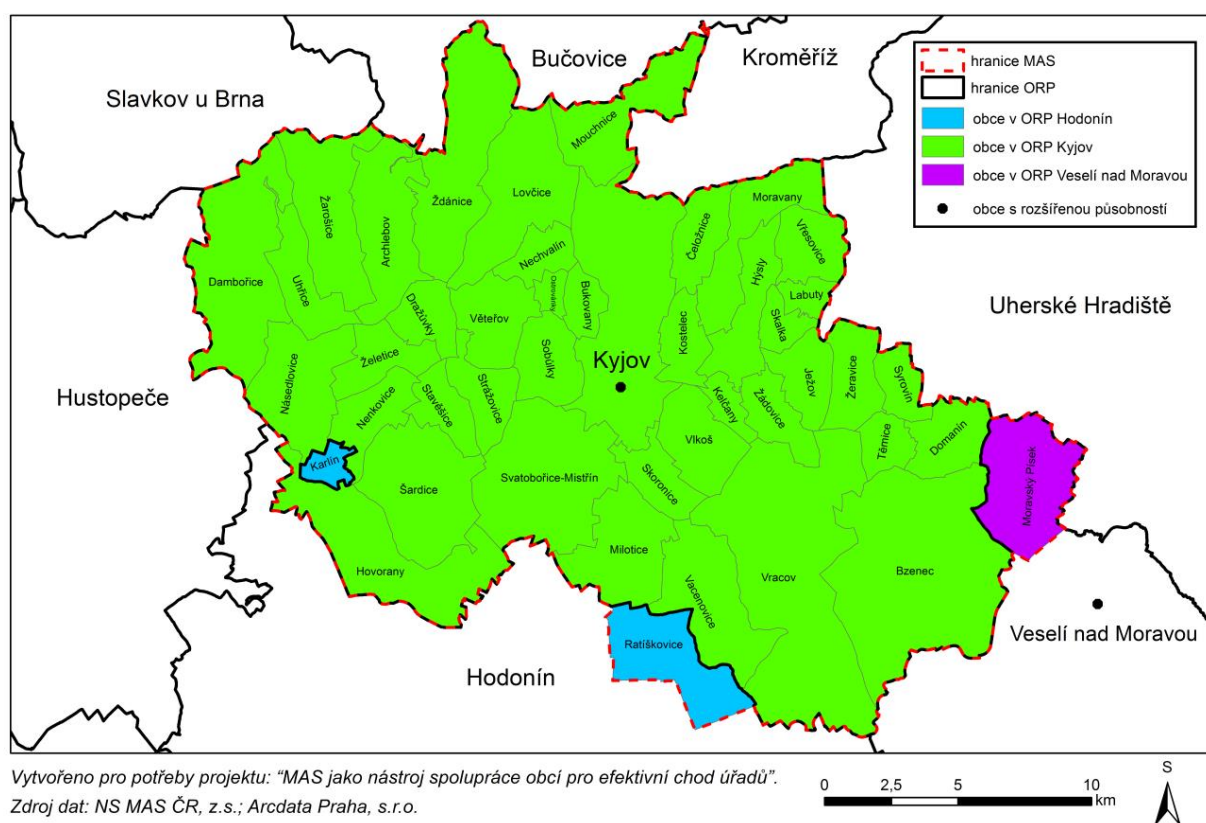 Bučovice
Kroměříž
Slavkov u Brna
hranice MAS
hranice ORP
obce v ORP Hodonín
obce v ORP Kyjov
obce v ORP Veselí nad Moravou
obce s rozšířenou působností
Mouchnice
Lovčice
Ždánice
Žarošice
Archlebov
Moravany
Čeložnice
Vřesovice
Hýsly
Nechvalín
Dambořice
Uhřice
Ostrovánky
Bukovany
Labuty
Uherské Hradiště
Dražůvky
Věteřov
Kostelec
Skalka
Želetice
Sobůlky
Kyjov
Ježov
Žeravice
Syrovín
Násedlovice
Hustopeče
Nenkovice
Stavěšice
Strážovice
Kelčany
Žádovice
Vlkoš
Těmice
Domanín
Karlín
Šardice
Svatobořice-Mistřín
Skoronice
Moravský Písek
Milotice
Hovorany
Vracov
Bzenec
Vacenovice
Ratíškovice
Veselí nad Moravou
Hodonín
Vytvořeno pro potřeby projektu: “MAS jako nástroj spolupráce obcí pro efektivní chod úřadů”.
Zdroj dat: NS MAS ČR, z.s.; Arcdata Praha, s.r.o.
0 2,5 5 10
km
S